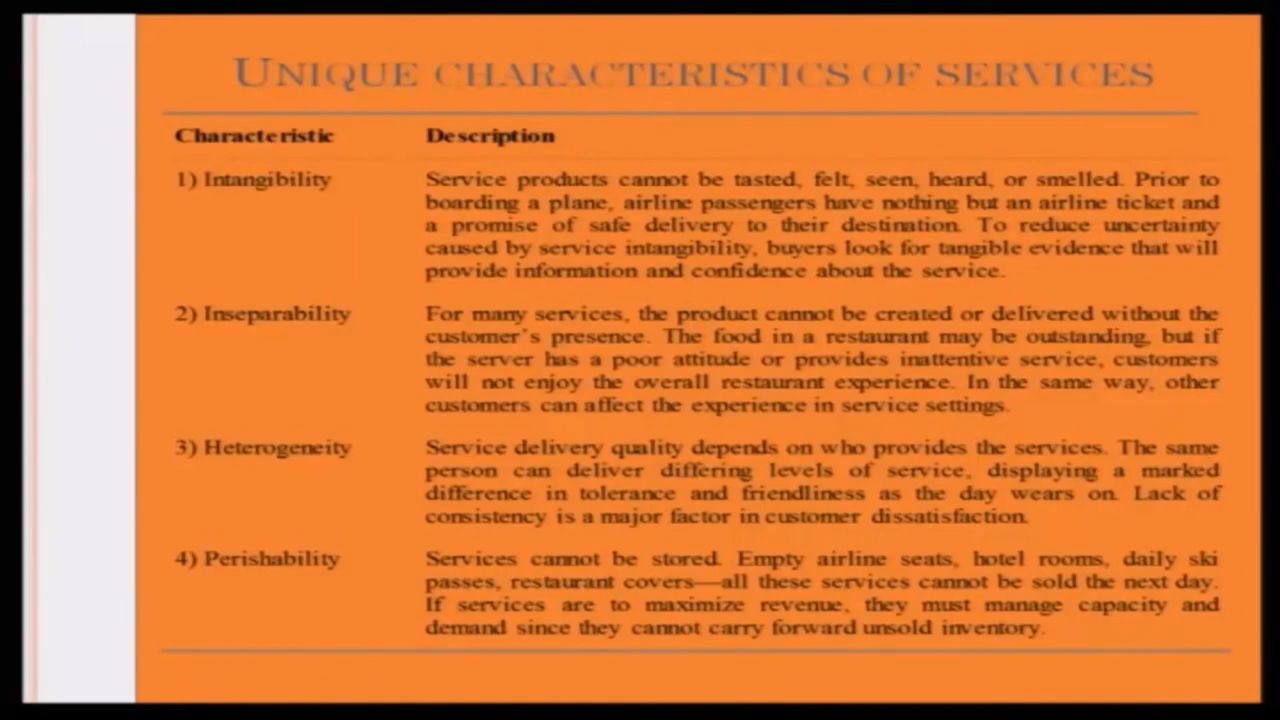 UNIQUE CHARACTERISTICS OF SERVICES
Characteristic Description
1) Intangibility Service products cannot be tasted, felt, seen, heard, or smelled. Prior to
boarding a plane, airline passengers have nothing but an airline ticket and
a promise of safe delivery to their destination. To reduce uncertainty
caused by service intangibility, buyers look for tangible evidence that will
provide information and confidence about the service.
2) Inseparability For many services, the product cannot be created or delivered without the
customer's presence. The food in a restaurant may be outstanding, but if
the server has a poor attitude or provides inattentive service, customers
will not enjoy the overall restaurant experience. In the same way, other
customers can affect the experience in service settings.
3) Heterogeneity Service delivery quality depends on who provides the services. The same
person can deliver differing levels of service, displaying a marked
difference in tolerance and friendliness as the day wears on. Lack of
consistency is a major factor in customer dissatisfaction.
4) Perishability Services cannot be stored. Empty airline seats, hotel rooms, daily ski
passes, restaurant covers—all these services cannot be sold the next day.
If services are to maximize revenue, they must manage capacity and
demand since they cannot carry forward unsold inventory.